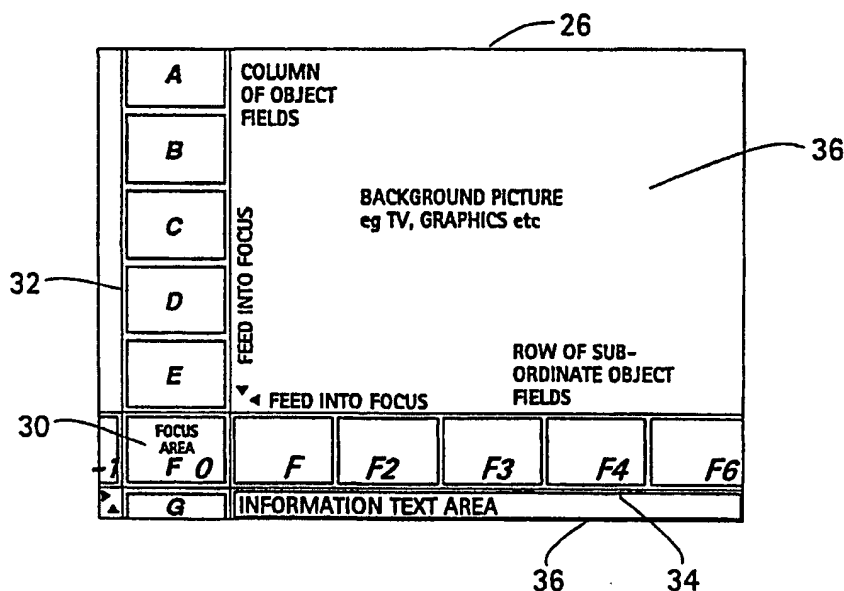 26
A
COLUMN
OF OBJECT
FIELDS
B
36
BACKGROUND PICTURE
eg TV, GRAPHICS etc
C
FEED INTO FOCUS
32
D
E
ROW OF SUB-
ORDINATE OBJECT
FIELDS
FEED INTO FOCUS
30
FOCUS
AREA
-1
F 0
F
F2
F3
F4
F6
G
INFORMATION TEXT AREA
36
34